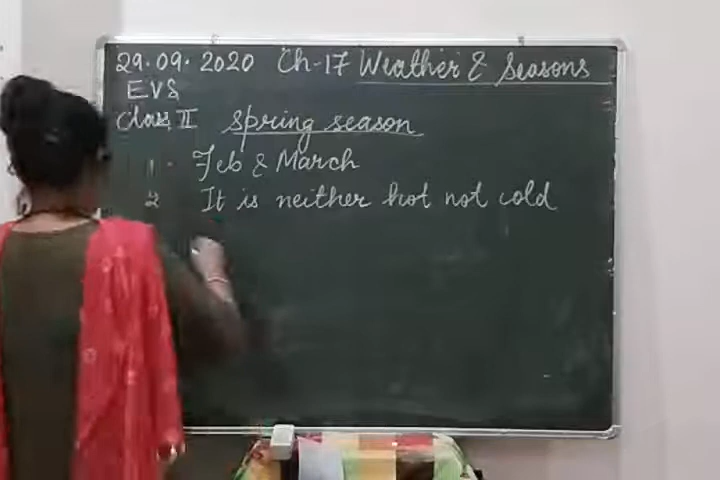 29.09.2020 Ch-17 Weather & Seasons
EVS
Class II Spring season
1. Feb & March
2 It is neither hot not cold